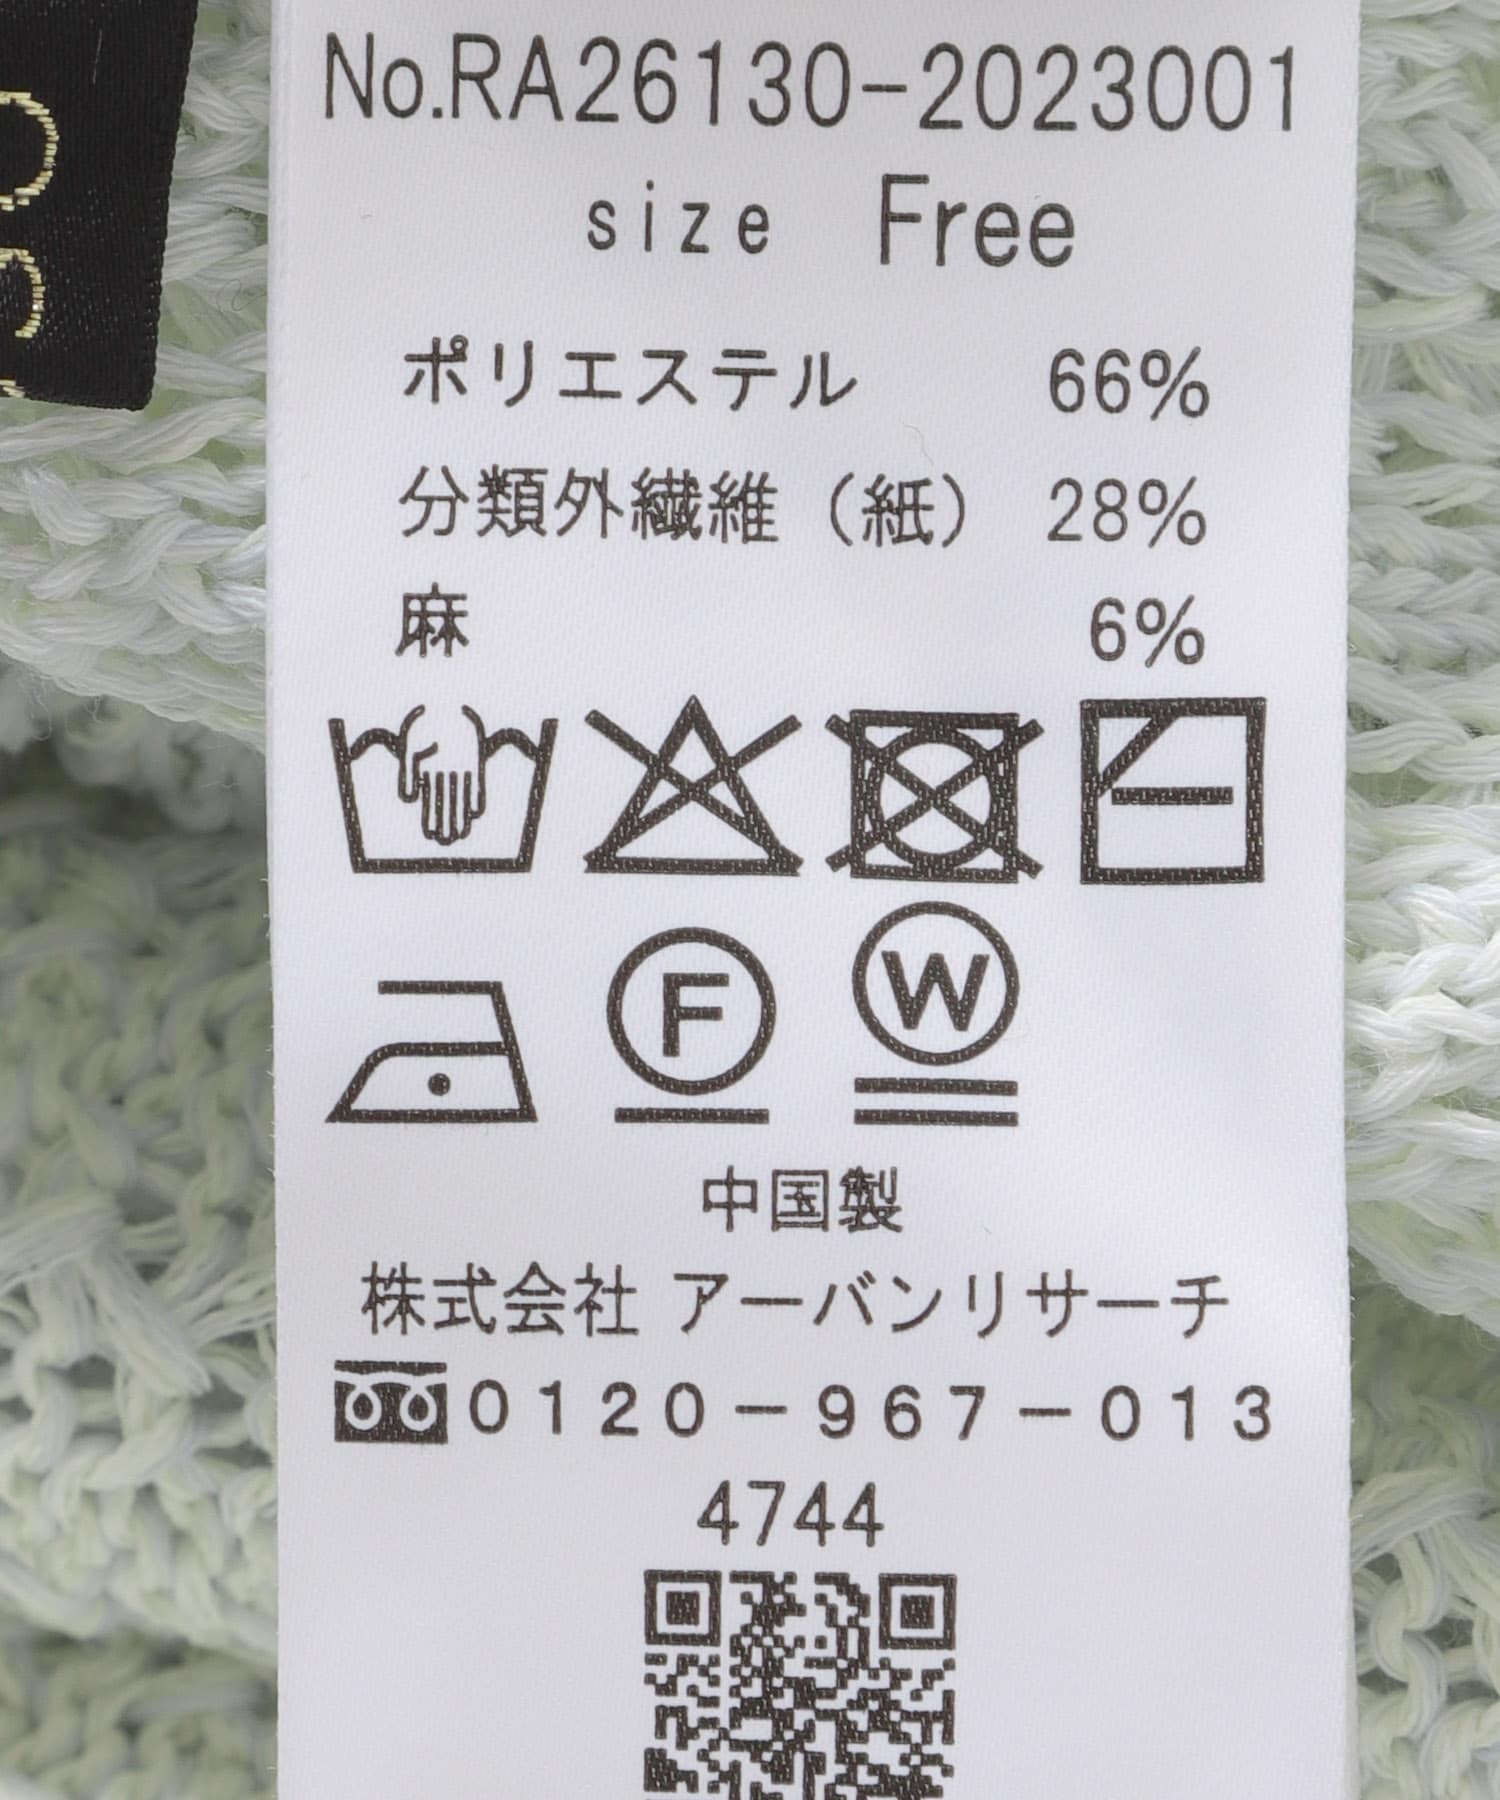 No.RA26130-2023001
size Free
ポリエステル 66%
分類外繊維（紙） 28%
麻 6%
F W
中国製
株式会社 アーバンリサーチ
0120-967-013
4744